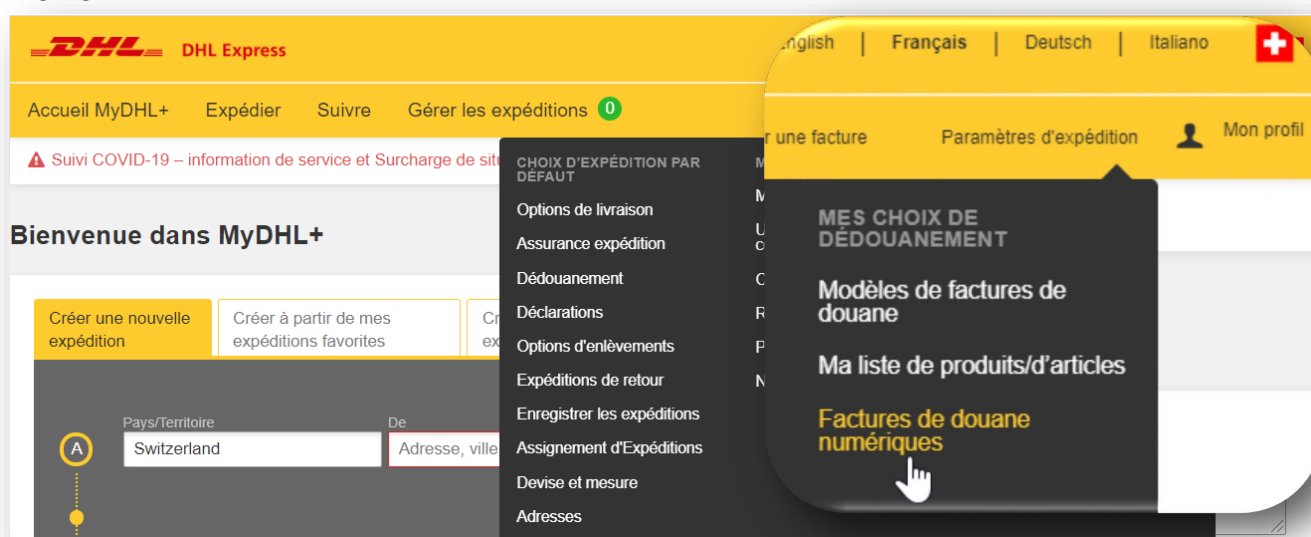 DHL DHL Express
English | Français | Deutsch | Italiano
Accueil MyDHL+ Expédier Suivre Gérer les expéditions 0
une facture Paramètres d'expédition Mon profil
Suivi COVID-19 – information de service et Surcharge de
Bienvenue dans MyDHL+
Créer une nouvelle
expédition
Créer à partir de mes
expéditions favorites
CHOIX D'EXPÉDITION PAR
DÉFAUT
Options de livraison
Assurance expédition
Dédouanement
Déclarations
Options d'enlèvements
Expéditions de retour
Enregistrer les expéditions
Assignement d'Expéditions
Devise et mesure
Adresses
MES CHOIX DE
DÉDOUANEMENT
Modèles de factures de
douane
Ma liste de produits/d'articles
Factures de douane
numériques
Pays/Territoire
De
A
Switzerland
Adresse, ville